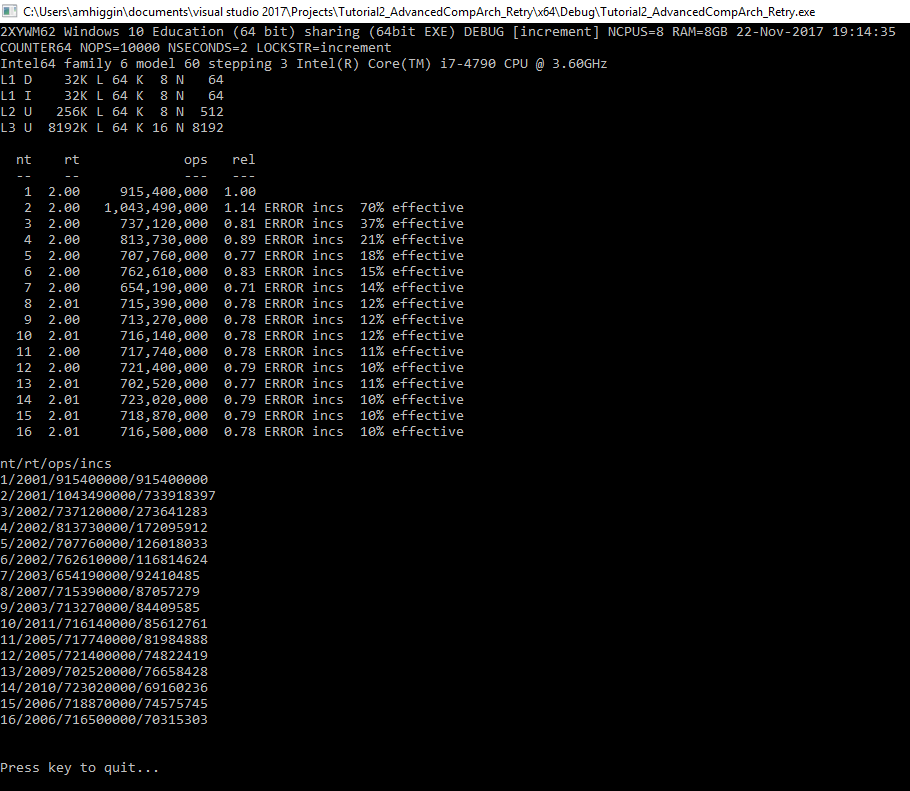 C:\Users\amhiggin\documents\visual studio 2017\Projects\Tutorial2_AdvancedCompArch_Retry\x64\Debug\Tutorial2_AdvancedCompArch_Retry.exe
2XYWM62 Windows 10 Education (64 bit) sharing (64bit EXE) DEBUG [increment] NCPUS=8 RAM=8GB 22-Nov-2017 19:14:35
COUNTER64 NOPS=10000 NSECONDS=2 LOCKSTR=increment
Intel64 family 6 model 60 stepping 3 Intel(R) Core(TM) i7-4790 CPU @ 3.60GHz
L1 D    32K L 64 K  8 N   64
L1 I    32K L 64 K  8 N   64
L2 U   256K L 64 K  8 N  512
L3 U  8192K L 64 K 16 N 8192
  nt    rt             ops   rel
  --    --             ---   ---
   1  2.00     915,400,000  1.00
   2  2.00   1,043,490,000  1.14 ERROR incs  70% effective
   3  2.00     737,120,000  0.81 ERROR incs  37% effective
   4  2.00     813,730,000  0.89 ERROR incs  21% effective
   5  2.00     707,760,000  0.77 ERROR incs  18% effective
   6  2.00     762,610,000  0.83 ERROR incs  15% effective
   7  2.00     654,190,000  0.71 ERROR incs  14% effective
   8  2.01     715,390,000  0.78 ERROR incs  12% effective
   9  2.00     713,270,000  0.78 ERROR incs  12% effective
  10  2.01     716,140,000  0.78 ERROR incs  12% effective
  11  2.00     717,740,000  0.78 ERROR incs  11% effective
  12  2.00     721,400,000  0.79 ERROR incs  10% effective
  13  2.01     702,520,000  0.77 ERROR incs  11% effective
  14  2.01     723,020,000  0.79 ERROR incs  10% effective
  15  2.01     718,870,000  0.79 ERROR incs  10% effective
  16  2.01     716,500,000  0.78 ERROR incs  10% effective
nt/rt/ops/incs
1/2001/915400000/915400000
2/2001/1043490000/733918397
3/2002/737120000/273641283
4/2002/813730000/172095912
5/2002/707760000/126018033
6/2002/762610000/116814624
7/2003/654190000/92410485
8/2007/715390000/87057279
9/2003/713270000/84409585
10/2011/716140000/85612761
11/2005/717740000/81984888
12/2005/721400000/74822419
13/2009/702520000/76658428
14/2010/723020000/69160236
15/2006/718870000/74575745
16/2006/716500000/70315303
Press key to quit...